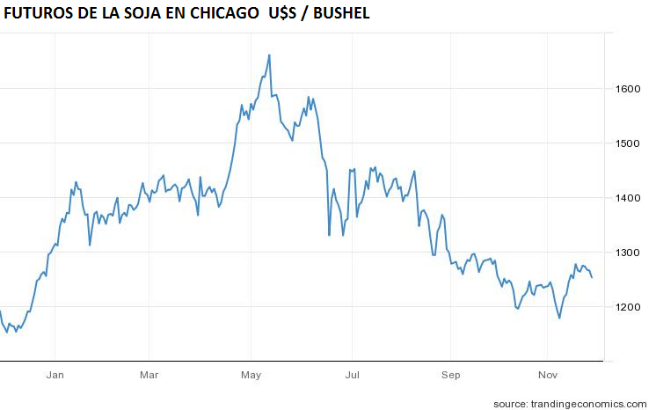 FUTUROS DE LA SOJA EN CHICAGO U$S / BUSHEL
1600
1500
1400
1300
1200
Jan Mar May Jul Sep Nov
source: trandingeconomics.com